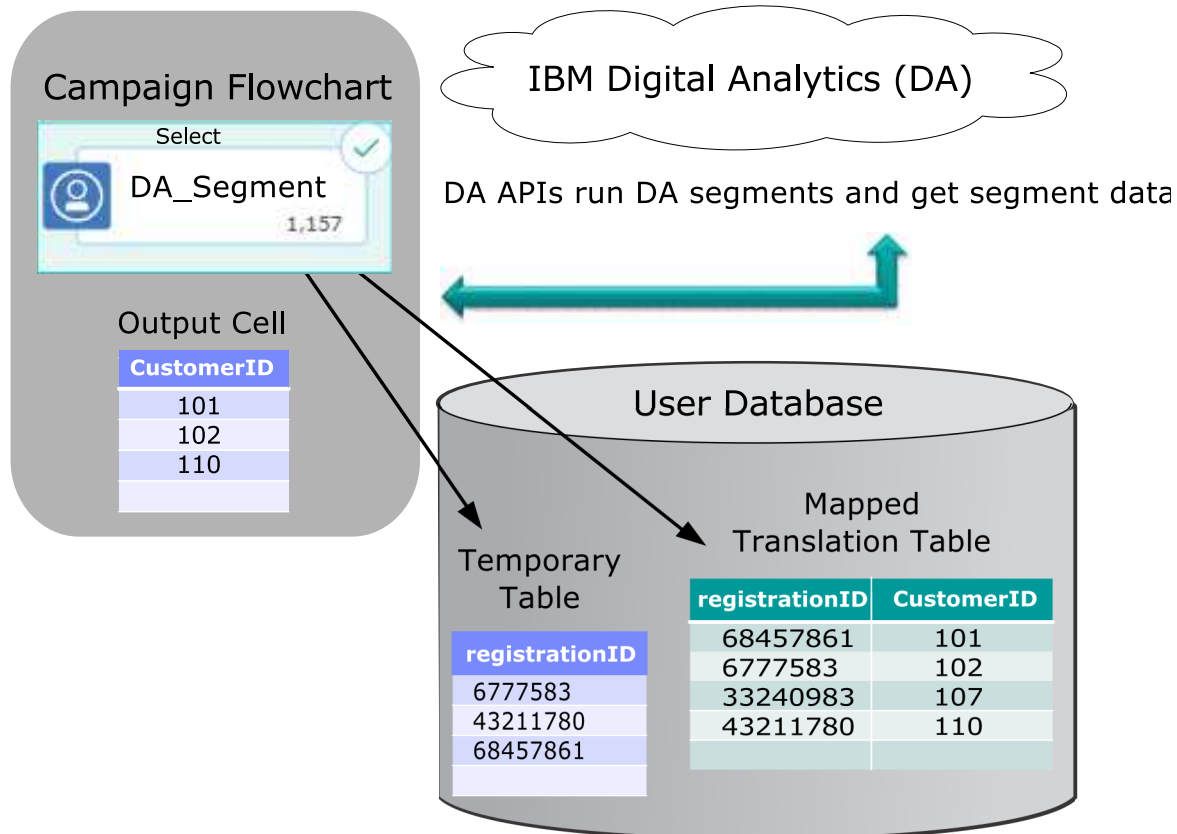 Campaign Flowchart
Select
DA_Segment
1,157
Output Cell
CustomerID
101
102
110
IBM Digital Analytics (DA)
DA APIs run DA segments and get segment data
User Database
Temporary
Table
registrationID
6777583
43211780
68457861
Mapped
Translation Table
registrationID CustomerID
68457861 101
6777583 102
33240983 107
43211780 110